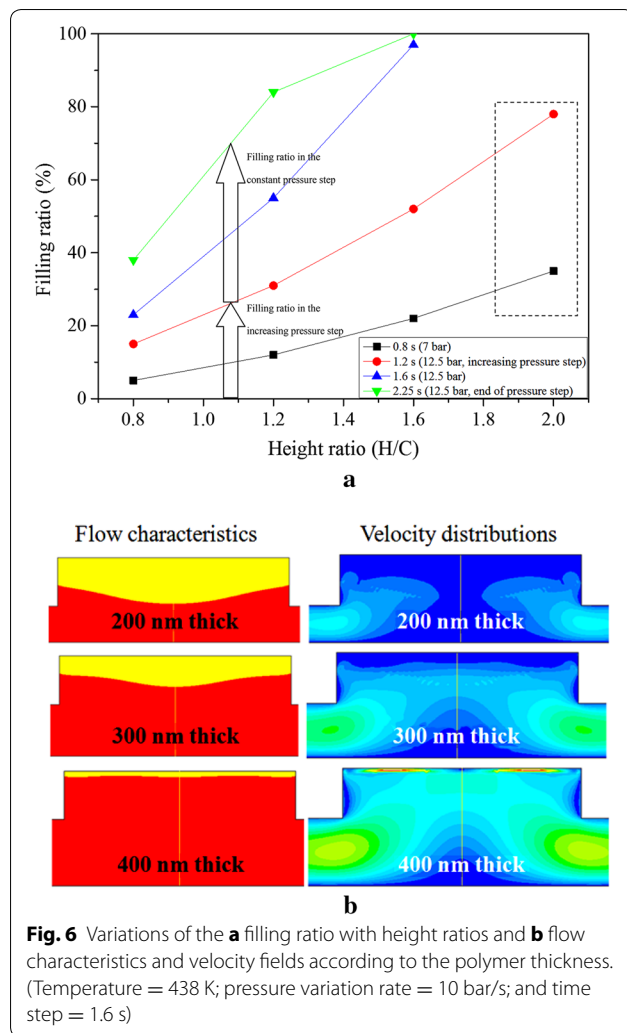 100
80
60
40
20
0
Filling ratio (%)
Filling ratio in the
constant pressure step
Filling ratio in the
increasing pressure step
0.8 s (7 bar)
1.2 s (12.5 bar, increasing pressure step)
1.6 s (12.5 bar)
2.25 s (12.5 bar, end of pressure step)
0.8 1.0 1.2 1.4 1.6 1.8 2.0
Height ratio (H/C)
a
Flow characteristics Velocity distributions
200 nm thick 200 nm thick
300 nm thick 300 nm thick
400 nm thick 400 nm thick
b
Fig. 6 Variations of the a filling ratio with height ratios and b flow
characteristics and velocity fields according to the polymer thickness.
(Temperature = 438 K; pressure variation rate = 10 bar/s; and time
step = 1.6 s)